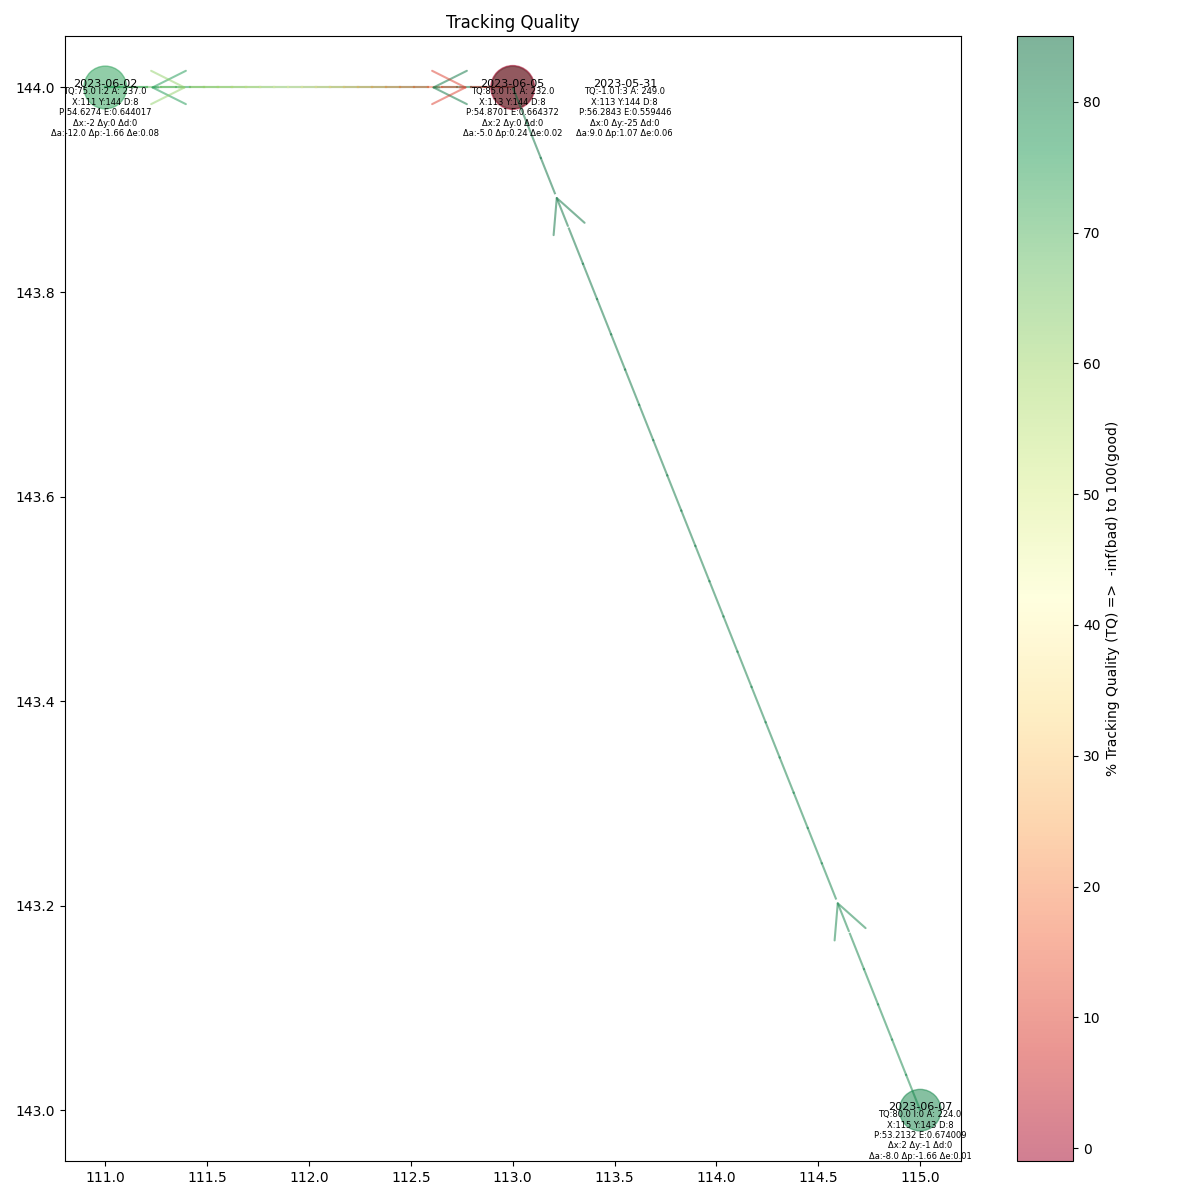 Tracking Quality
144.0
143.8
143.6
143.4
143.2
143.0
2023-06-02
TQ:75.0 I:2 A: 237.0
X:111 Y:144 D:8
P:54.6274 E:0.644017
Δx:-2 Δy:0 Δd:0
Δa:-12.0 Δp:-1.66 Δe:0.08
2023-06-05
TQ:85.0 I:1 A: 232.0
X:113 Y:144 D:8
P:54.8701 E:0.664372
Δx:2 Δy:0 Δd:0
Δa:-5.0 Δp:0.24 Δe:0.02
2023-05-31
TQ:-1.0 I:3 A: 249.0
X:113 Y:144 D:8
P:56.2843 E:0.559446
Δx:0 Δy:-25 Δd:0
Δa:9.0 Δp:1.07 Δe:0.06
2023-06-07
TQ:80.0 I:0 A: 224.0
X:115 Y:143 D:8
P:53.2132 E:0.674009
Δx:2 Δy:-1 Δd:0
Δa:-8.0 Δp:-1.66 Δe:0.01
111.0 111.5 112.0 112.5 113.0 113.5 114.0 114.5 115.0
80
70
60
50
40
30
20
10
0
% Tracking Quality (TQ) => -inf(bad) to 100(good)